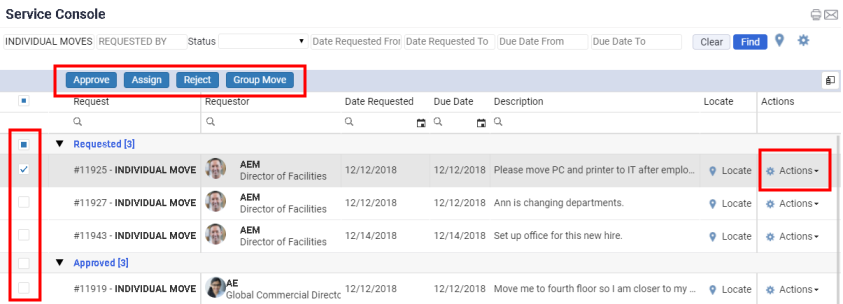 Service Console
INDIVIDUAL MOVES REQUESTED BY Status Date Requested From Date Requested To Due Date From Due Date To Clear Find
Approve Assign Reject Group Move
Request Requestor Date Requested Due Date Description Locate Actions
Requested [3]
#11925 - INDIVIDUAL MOVE AEM Director of Facilities 12/12/2018 12/12/2018 Please move PC and printer to IT after emplo... Locate Actions
#11927 - INDIVIDUAL MOVE AEM Director of Facilities 12/12/2018 12/12/2018 Ann is changing departments. Locate Actions
#11943 - INDIVIDUAL MOVE AEM Director of Facilities 12/14/2018 12/14/2018 Set up office for this new hire. Locate Actions
Approved [3]
#11919 - INDIVIDUAL MOVE AE Global Commercial Directo 12/12/2018 12/12/2018 Move me to fourth floor so I am closer to my ... Locate Actions